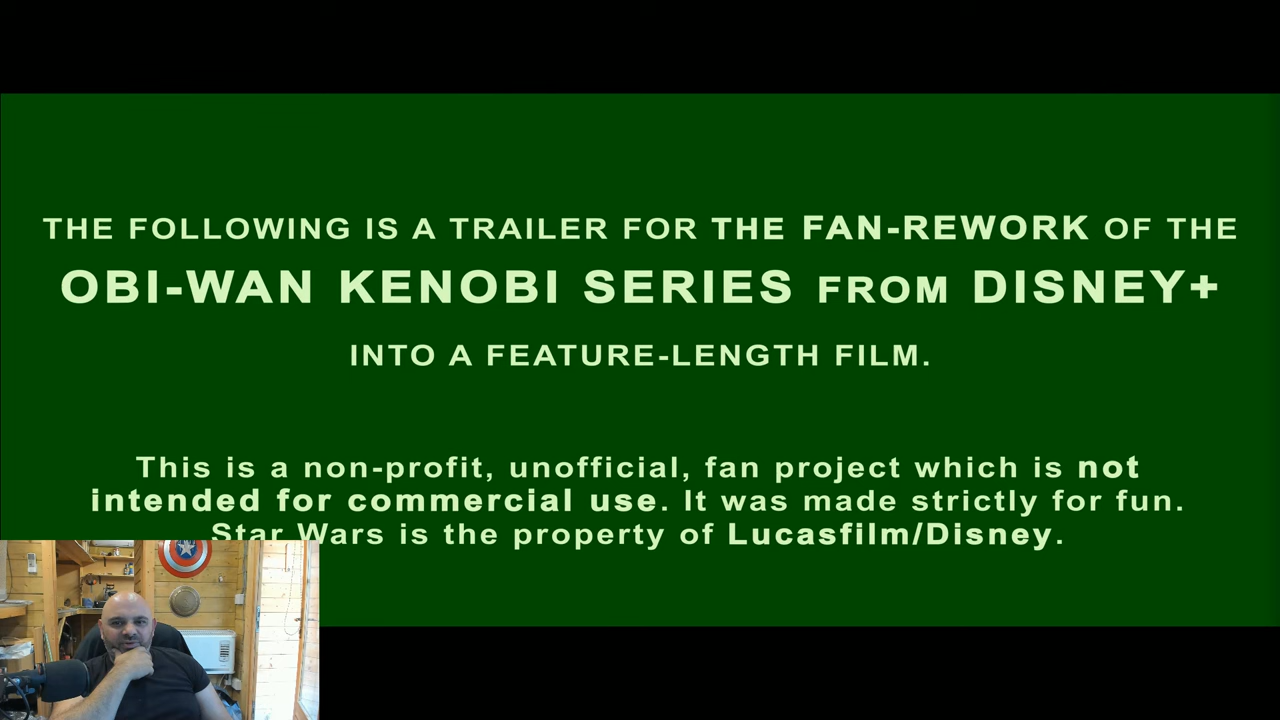 THE FOLLOWING IS A TRAILER FOR THE FAN-REWORK OF THE
OBI-WAN KENOBI SERIES FROM DISNEY+
INTO A FEATURE-LENGTH FILM.
This is a non-profit, unofficial, fan project which is not
intended for commercial use. It was made strictly for fun.
Star Wars is the property of Lucasfilm/Disney.